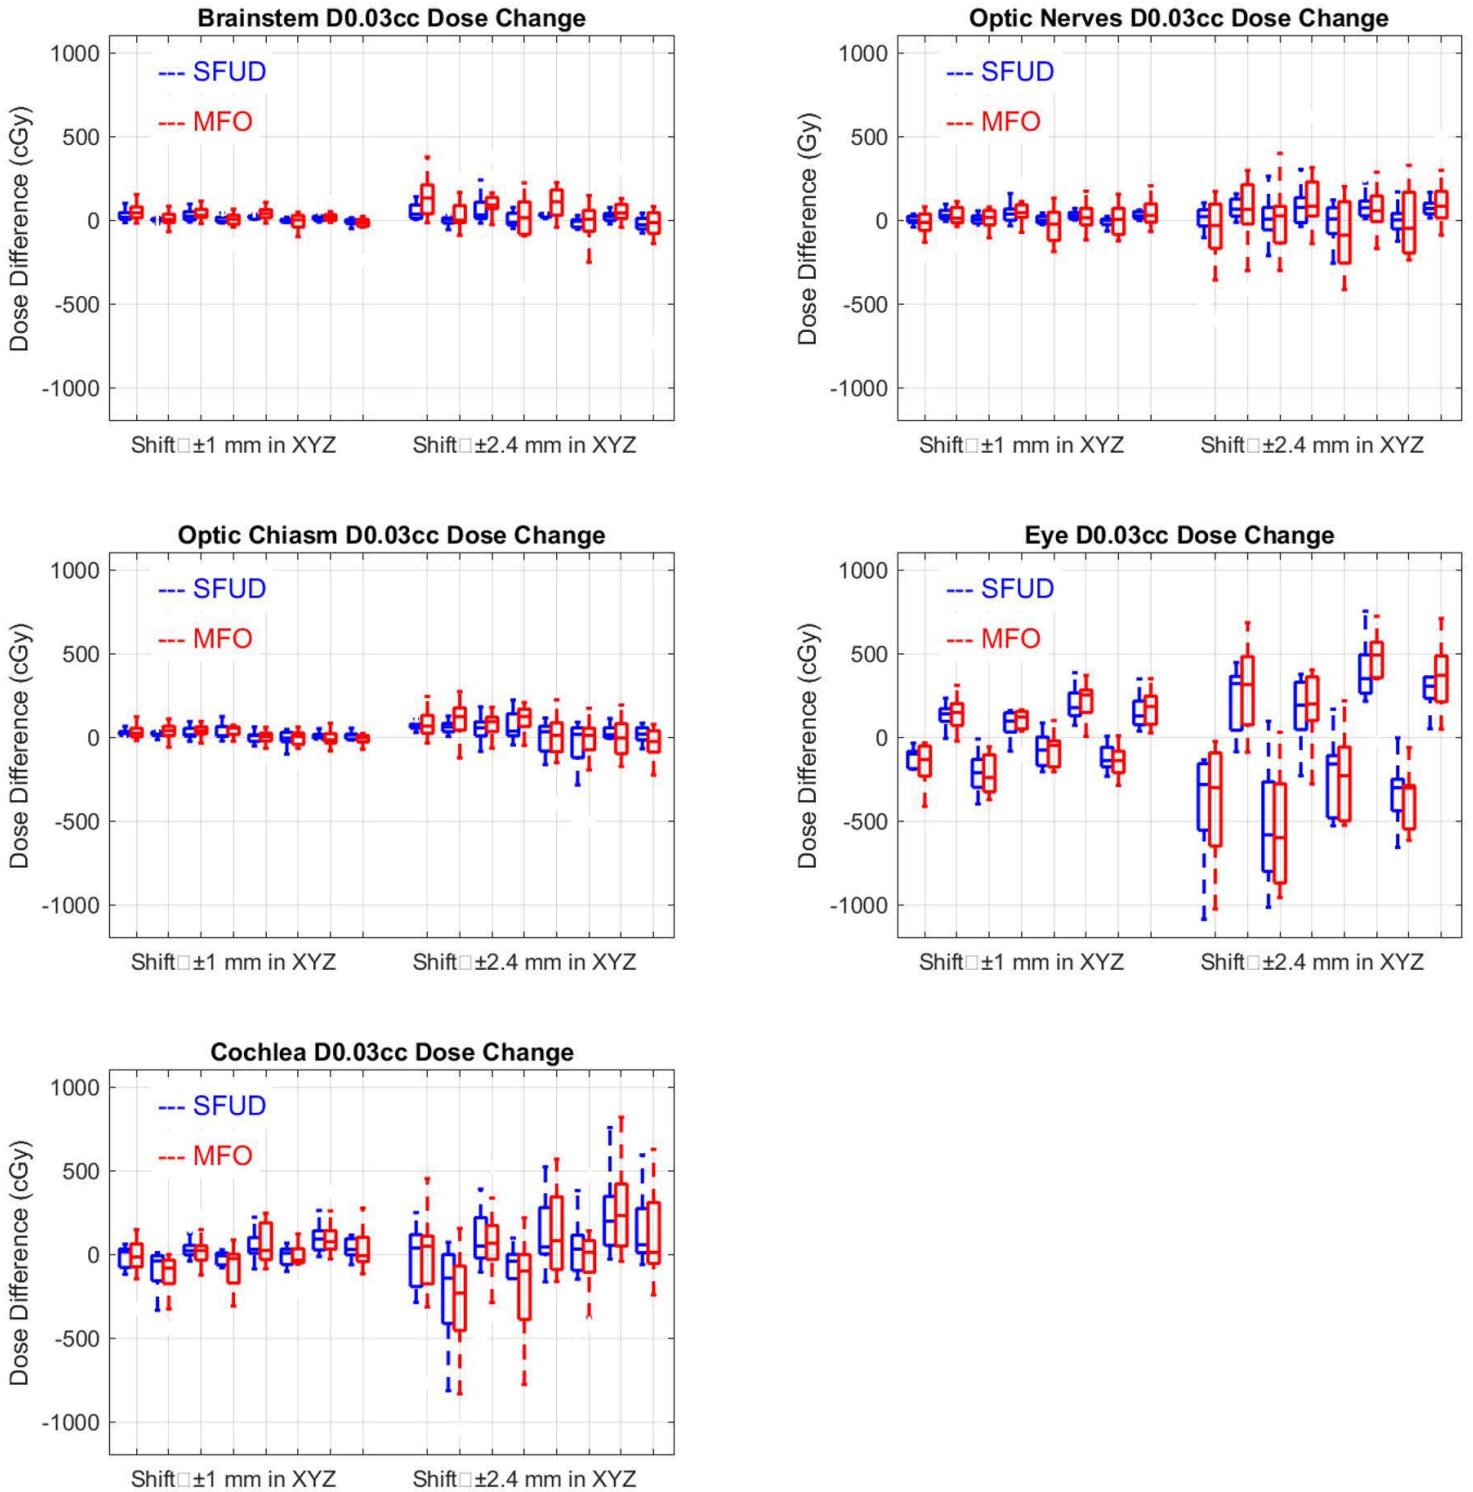 Brainstem D0.03cc Dose Change
Dose Difference (cGy)
1000
500
0
-500
-1000
SFUD
MFO
Shift□±1 mm in XYZ
Shift□±2.4 mm in XYZ
Optic Nerves D0.03cc Dose Change
Dose Difference (Gy)
1000
500
0
-500
-1000
SFUD
MFO
Shift□±1 mm in XYZ
Shift□±2.4 mm in XYZ
Optic Chiasm D0.03cc Dose Change
Dose Difference (cGy)
1000
500
0
-500
-1000
SFUD
MFO
Shift□±1 mm in XYZ
Shift□±2.4 mm in XYZ
Eye D0.03cc Dose Change
Dose Difference (cGy)
1000
500
0
-500
-1000
SFUD
MFO
Shift□±1 mm in XYZ
Shift□±2.4 mm in XYZ
Cochlea D0.03cc Dose Change
Dose Difference (cGy)
1000
500
0
-500
-1000
SFUD
MFO
Shift□±1 mm in XYZ
Shift□±2.4 mm in XYZ